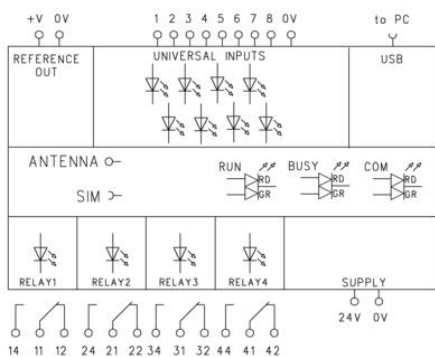 +V 0V 1 2 3 4 5 6 7 8 0V to PC
REFERENCE OUT UNIVERSAL INPUTS USB
ANTENNA RUN BUSY COM
RD RD RD
SIM GR GR GR
RELAY1 RELAY2 RELAY3 RELAY4 SUPPLY
24V 0V
14 11 12 24 21 22 34 31 32 44 41 42